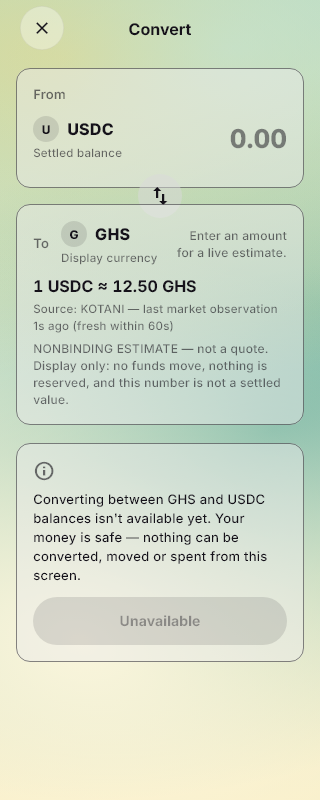 Convert
From
U USDC
Settled balance
0.00
To
G GHS
Display currency
Enter an amount
for a live estimate.
1 USDC ≈ 12.50 GHS
Source: KOTANI — last market observation
1s ago (fresh within 60s)
NONBINDING ESTIMATE — not a quote.
Display only: no funds move, nothing is
reserved, and this number is not a settled
value.
Converting between GHS and USDC
balances isn't available yet. Your
money is safe — nothing can be
converted, moved or spent from this
screen.
Unavailable